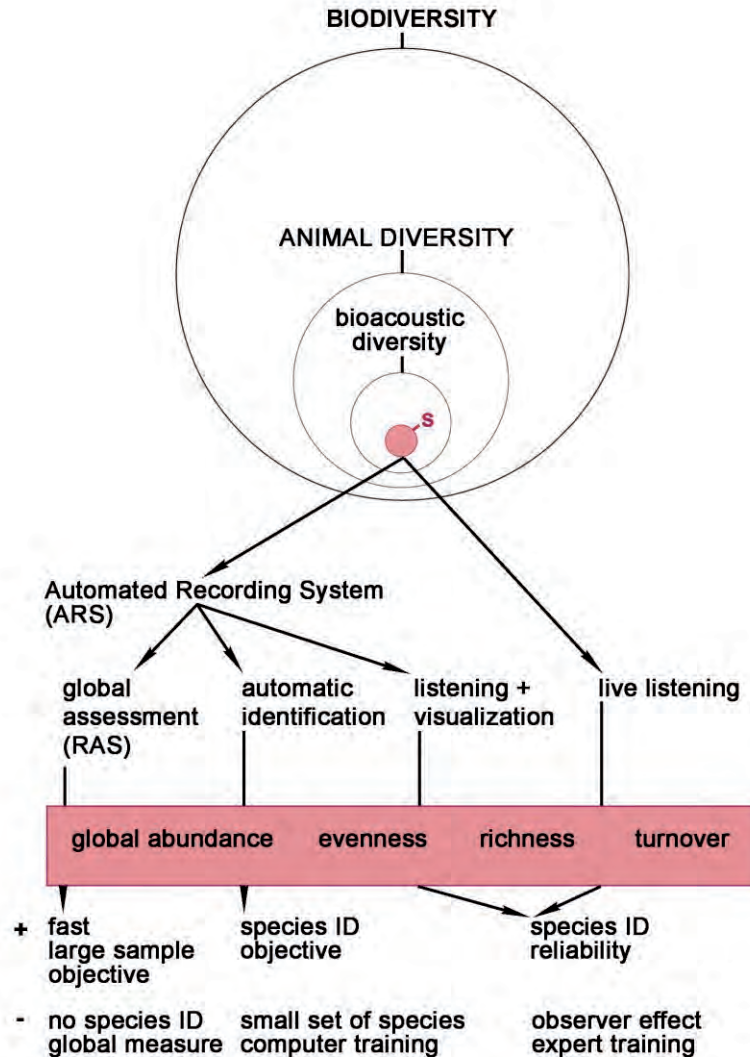 BIODIVERSITY
ANIMAL DIVERSITY
bioacoustic
diversity
s
Automated Recording System
(ARS)
global
assessment
(RAS)
automatic
identification
listening +
visualization
live listening
global abundance evenness richness turnover
+ fast
large sample
objective
species ID
objective
species ID
reliability
- no species ID
global measure
small set of species
computer training
observer effect
expert training